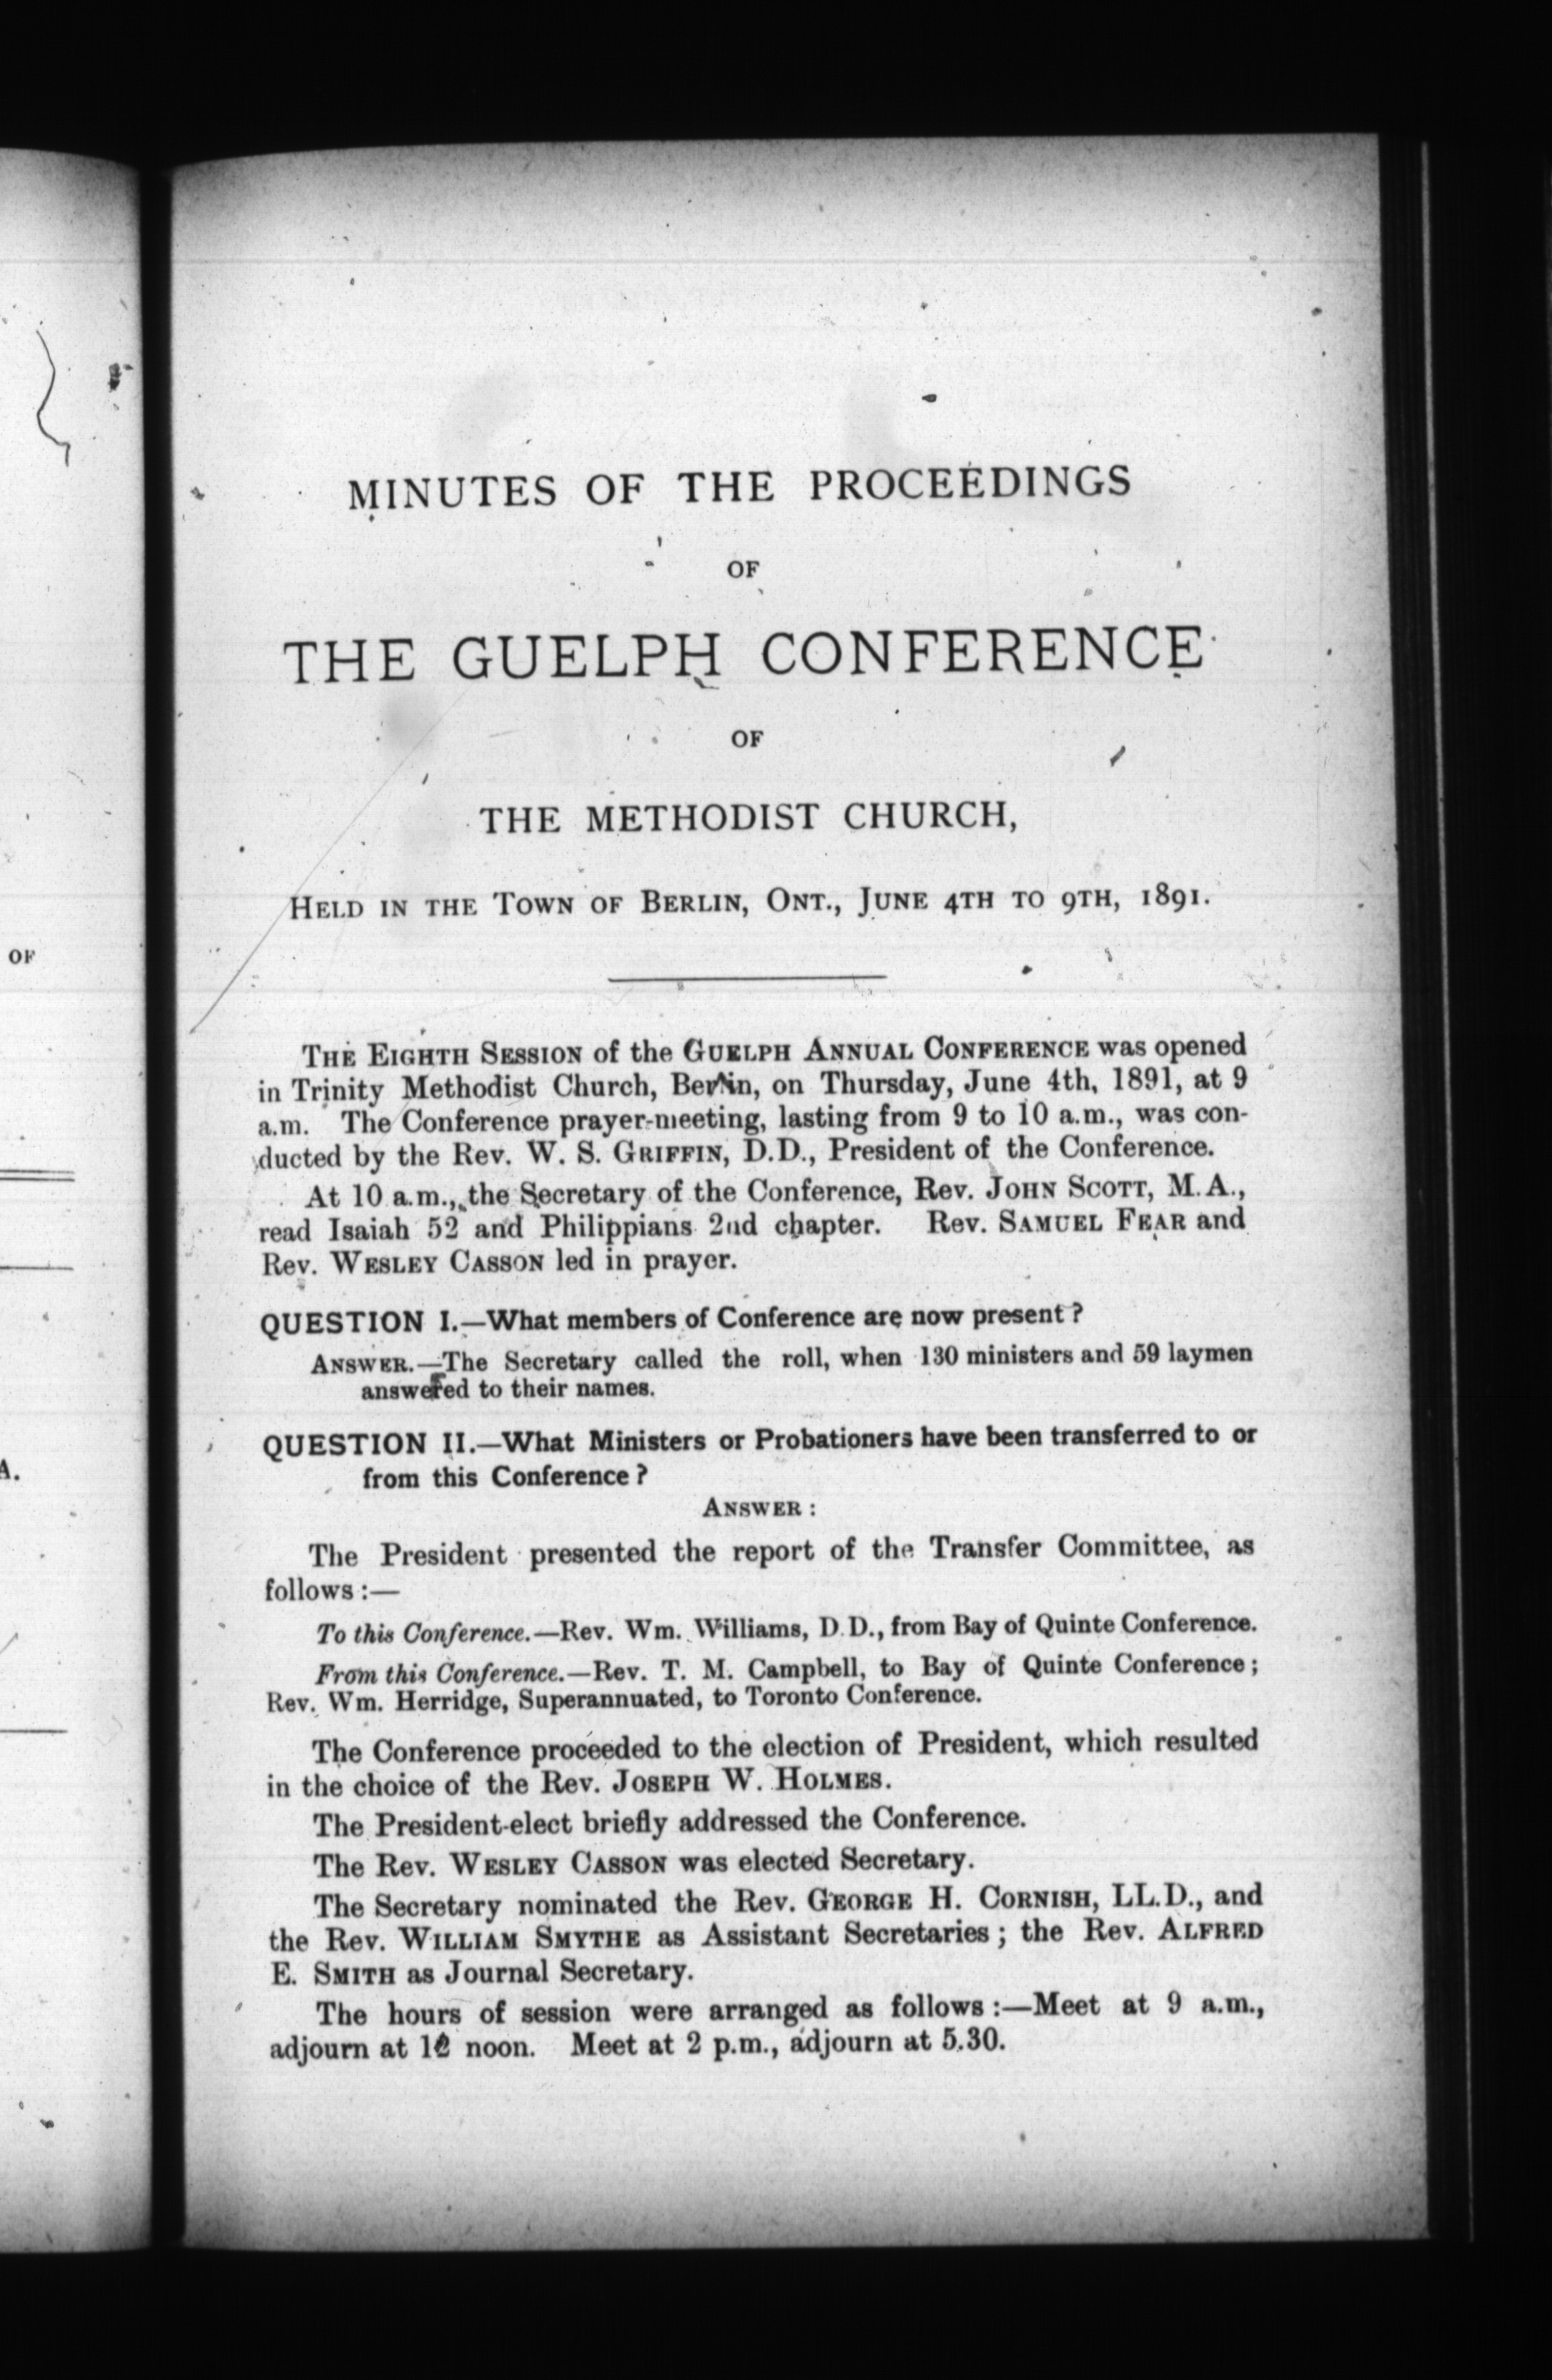 MINUTES OF THE PROCEEDINGS
OF
THE GUELPH CONFERENCE
OF
THE METHODIST CHURCH,
HELD IN THE TOWN OF BERLIN, ONT., JUNE 4TH TO 9TH, 1891.
THE EIGHTH SESSION of the GUELPH ANNUAL CONFERENCE was opened
in Trinity Methodist Church, Berlin, on Thursday, June 4th, 1891, at 9
a.m. The Conference prayer-meeting, lasting from 9 to 10 a.m., was con-
ducted by the Rev. W. S. GRIFFIN, D.D., President of the Conference.
At 10 a.m., the Secretary of the Conference, Rev. JOHN SCOTT, M.A.,
read Isaiah 52 and Philippians 2nd chapter. Rev. SAMUEL FEAR and
Rev. WESLEY CASSON led in prayer.
QUESTION I.—What members of Conference are now present?
ANSWER.—The Secretary called the roll, when 130 ministers and 59 laymen
answered to their names.
QUESTION II.—What Ministers or Probationers have been transferred to or
from this Conference?
ANSWER:
The President presented the report of the Transfer Committee, as
follows:—
To this Conference.—Rev. Wm. Williams, D.D., from Bay of Quinte Conference.
From this Conference.—Rev. T. M. Campbell, to Bay of Quinte Conference;
Rev. Wm. Herridge, Superannuated, to Toronto Conference.
The Conference proceeded to the election of President, which resulted
in the choice of the Rev. JOSEPH W. HOLMES.
The President-elect briefly addressed the Conference.
The Rev. WESLEY CASSON was elected Secretary.
The Secretary nominated the Rev. GEORGE H. CORNISH, LL.D., and
the Rev. WILLIAM SMYTHE as Assistant Secretaries; the Rev. ALFRED
E. SMITH as Journal Secretary.
The hours of session were arranged as follows:—Meet at 9 a.m.,
adjourn at 12 noon. Meet at 2 p.m., adjourn at 5.30.
OF
A.